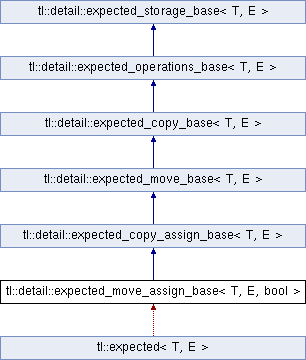 tl::detail::expected_storage_base< T, E >
tl::detail::expected_operations_base< T, E >
tl::detail::expected_copy_base< T, E >
tl::detail::expected_move_base< T, E >
tl::detail::expected_copy_assign_base< T, E >
tl::detail::expected_move_assign_base< T, E, bool >
tl::expected< T, E >